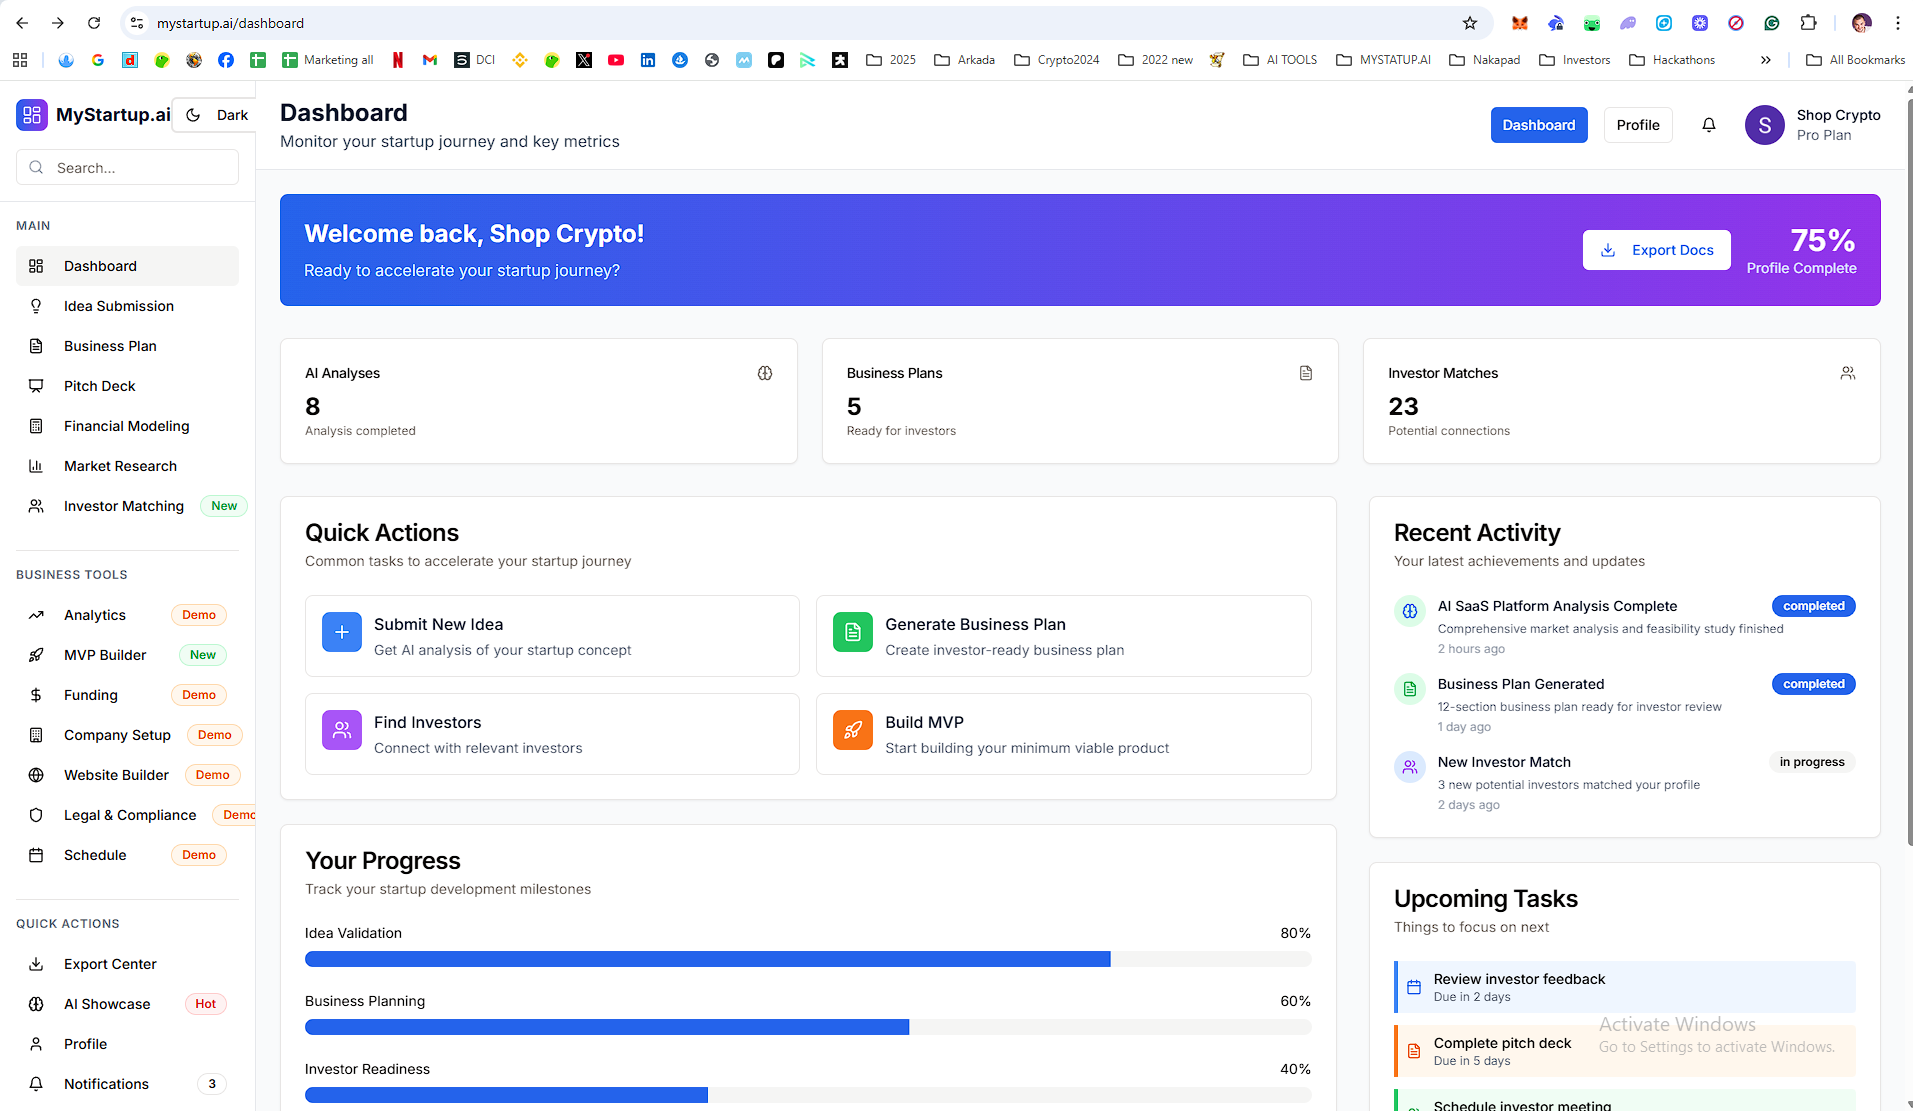 mystartup.ai/dashboard
Marketing all
DCI
2025
Arkada
Crypto2024
2022 new
AI TOOLS
MYSTATUP.AI
Nakapad
Investors
Hackathons
All Bookmarks
MyStartup.ai
Dark
Search...
MAIN
Dashboard
Idea Submission
Business Plan
Pitch Deck
Financial Modeling
Market Research
Investor Matching New
BUSINESS TOOLS
Analytics Demo
MVP Builder New
Funding Demo
Company Setup Demo
Website Builder Demo
Legal & Compliance Demo
Schedule Demo
QUICK ACTIONS
Export Center
AI Showcase Hot
Profile
Notifications 3
Dashboard
Monitor your startup journey and key metrics
Dashboard
Profile
S
Shop Crypto
Pro Plan
Welcome back, Shop Crypto!
Ready to accelerate your startup journey?
Export Docs
75%
Profile Complete
AI Analyses
8
Analysis completed
Business Plans
5
Ready for investors
Investor Matches
23
Potential connections
Quick Actions
Common tasks to accelerate your startup journey
Submit New Idea
Get AI analysis of your startup concept
Generate Business Plan
Create investor-ready business plan
Find Investors
Connect with relevant investors
Build MVP
Start building your minimum viable product
Your Progress
Track your startup development milestones
Idea Validation 80%
Business Planning 60%
Investor Readiness 40%
Recent Activity
Your latest achievements and updates
AI SaaS Platform Analysis Complete completed
Comprehensive market analysis and feasibility study finished
2 hours ago
Business Plan Generated completed
12-section business plan ready for investor review
1 day ago
New Investor Match in progress
3 new potential investors matched your profile
2 days ago
Upcoming Tasks
Things to focus on next
Review investor feedback
Due in 2 days
Complete pitch deck
Due in 5 days
Schedule investor meeting
Activate Windows
Go to Settings to activate Windows.